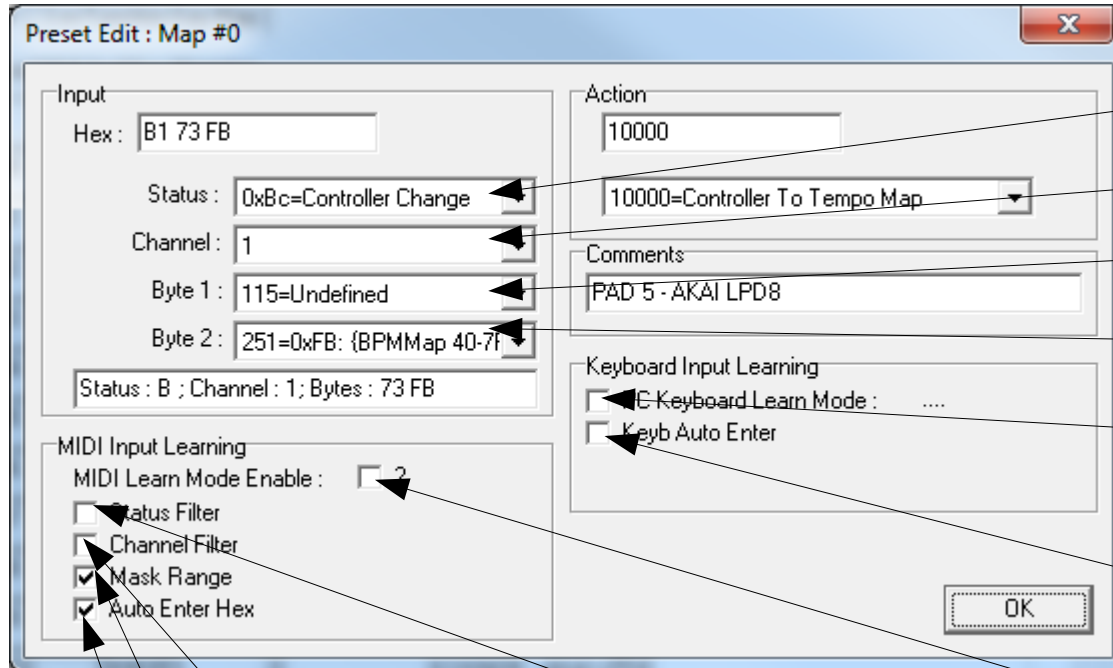 Preset Edit : Map #0
Input
Hex : B1 73 FB
Status : 0xBc=Controller Change
Channel : 1
Byte 1 : 115=Undefined
Byte 2 : 251=0xFB: {BPMMap 40-7F
Status : B ; Channel : 1; Bytes : 73 FB
MIDI Input Learning
MIDI Learn Mode Enable : ?
Status Filter
Channel Filter
Mask Range
Auto Enter Hex
Action
10000
10000=Controller To Tempo Map
Comments
PAD 5 - AKAI LPD8
Keyboard Input Learning
PC Keyboard Learn Mode : ....
Keyb Auto Enter
OK